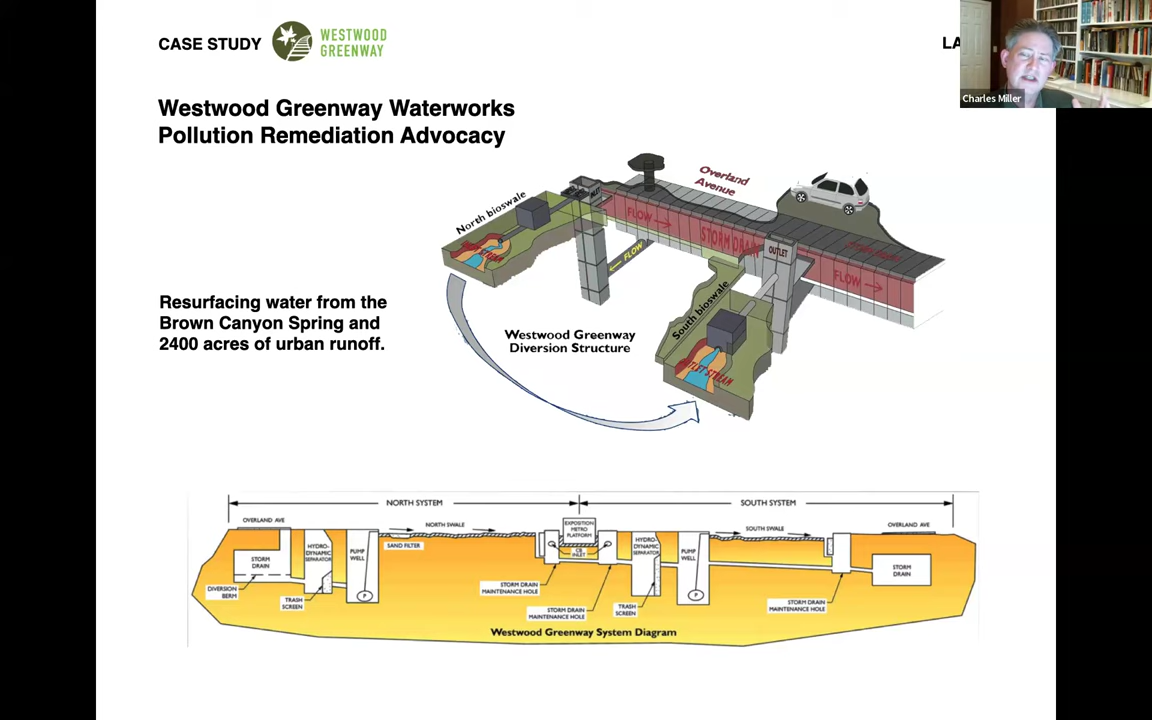 CASE STUDY
WESTWOOD
GREENWAY
LA
Charles Miller
Westwood Greenway Waterworks
Pollution Remediation Advocacy
Overland
Avenue
North bioswale
INLET
FLOW →
STORM DRAIN
← FLOW
OUTLET
FLOW →
South bioswale
OUTLET STREAM
Westwood Greenway
Diversion Structure
Resurfacing water from the
Brown Canyon Spring and
2400 acres of urban runoff.
NORTH SYSTEM
SOUTH SYSTEM
OVERLAND AVE
NORTH SWALE
EXPOSITION
METRO
PLATFORM
SOUTH SWALE
OVERLAND AVE
STORM
DRAIN
HYDRO-
DYNAMIC
SEPARATOR
PUMP
WELL
SAND FILTER
CB
INLET
HYDRO-
DYNAMIC
SEPARATOR
PUMP
WELL
STORM
DRAIN
DIVERSION
BERM
TRASH
SCREEN
P
STORM DRAIN
MAINTENANCE HOLE
STORM DRAIN
MAINTENANCE HOLE
TRASH
SCREEN
P
STORM DRAIN
MAINTENANCE HOLE
Westwood Greenway System Diagram